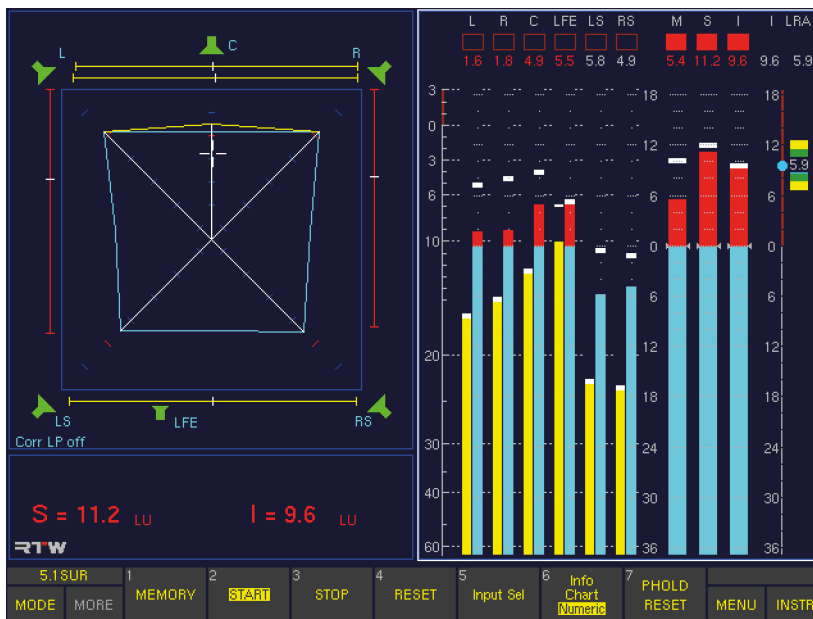 L R C LFE LS RS M S I I LRA
1.6 1.8 4.9 5.5 5.8 4.9 5.4 11.2 9.6 9.6 5.9
L C R
LS LFE RS
Corr LP off
3 0 3 6 10 20 30 40 60
18 12 6 0 6 12 18 24 30 36
18 12 6 0 6 12 18 24 30 36
5.9
S = 11.2 LU I = 9.6 LU
RTW
5.1SUR
MODE MORE
1 MEMORY
2 START
3 STOP
4 RESET
5 Input Sel
6 Info
Chart
Numeric
7 PHOLD
RESET
MENU INSTR